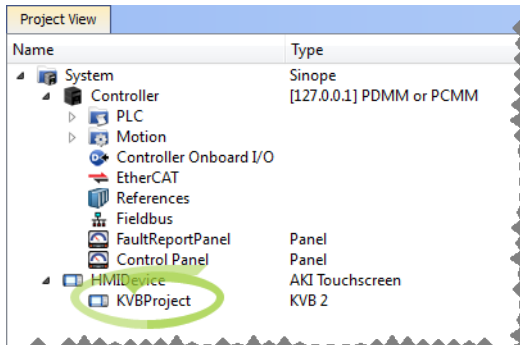 Project View
Name Type
System Sinope
Controller [127.0.0.1] PDMM or PCMM
PLC
Motion
Controller Onboard I/O
EtherCAT
References
Fieldbus
FaultReportPanel Panel
Control Panel Panel
HMIDevice AKI Touchscreen
KVBProject KVB 2